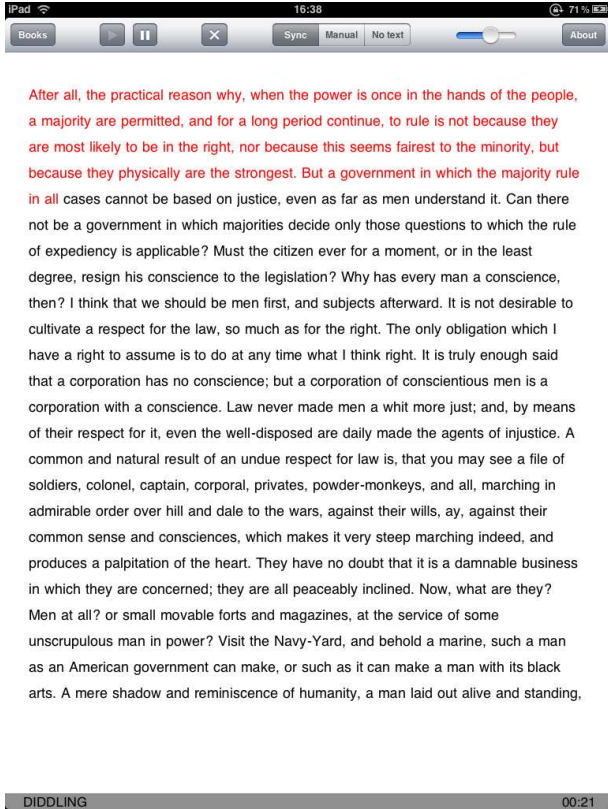 iPad 16:38 71 %
Books Sync Manual No text About
After all, the practical reason why, when the power is once in the hands of the people,
a majority are permitted, and for a long period continue, to rule is not because they
are most likely to be in the right, nor because this seems fairest to the minority, but
because they physically are the strongest. But a government in which the majority rule
in all cases cannot be based on justice, even as far as men understand it. Can there
not be a government in which majorities decide only those questions to which the rule
of expediency is applicable? Must the citizen ever for a moment, or in the least
degree, resign his conscience to the legislation? Why has every man a conscience,
then? I think that we should be men first, and subjects afterward. It is not desirable to
cultivate a respect for the law, so much as for the right. The only obligation which I
have a right to assume is to do at any time what I think right. It is truly enough said
that a corporation has no conscience; but a corporation of conscientious men is a
corporation with a conscience. Law never made men a whit more just; and, by means
of their respect for it, even the well-disposed are daily made the agents of injustice. A
common and natural result of an undue respect for law is, that you may see a file of
soldiers, colonel, captain, corporal, privates, powder-monkeys, and all, marching in
admirable order over hill and dale to the wars, against their wills, ay, against their
common sense and consciences, which makes it very steep marching indeed, and
produces a palpitation of the heart. They have no doubt that it is a damnable business
in which they are concerned; they are all peaceably inclined. Now, what are they?
Men at all? or small movable forts and magazines, at the service of some
unscrupulous man in power? Visit the Navy-Yard, and behold a marine, such a man
as an American government can make, or such as it can make a man with its black
arts. A mere shadow and reminiscence of humanity, a man laid out alive and standing,
DIDDLING 00:21